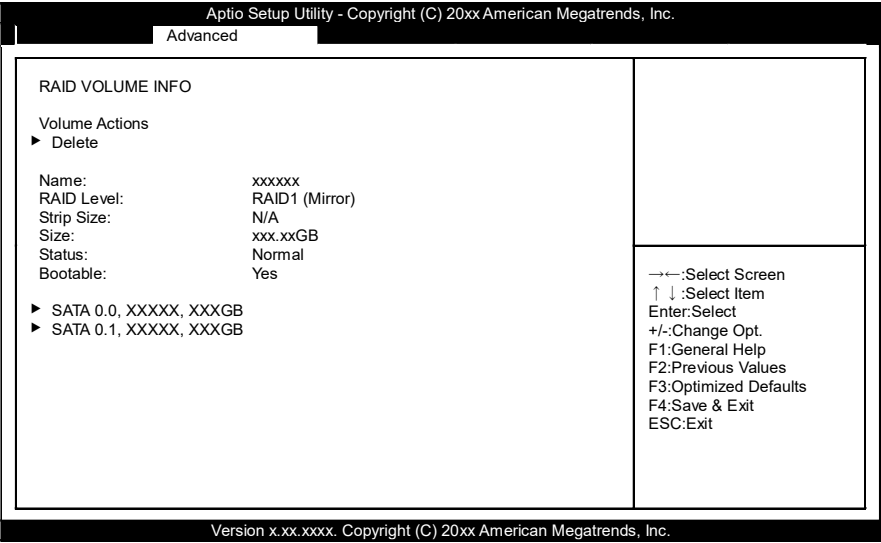 Aptio Setup Utility - Copyright (C) 20xx American Megatrends, Inc.
Advanced
RAID VOLUME INFO
Volume Actions
▶ Delete
Name: xxxxxx
RAID Level: RAID1 (Mirror)
Strip Size: N/A
Size: xxx.xxGB
Status: Normal
Bootable: Yes
▶ SATA 0.0, XXXXX, XXXGB
▶ SATA 0.1, XXXXX, XXXGB
→←:Select Screen
↑↓:Select Item
Enter:Select
+/-:Change Opt.
F1:General Help
F2:Previous Values
F3:Optimized Defaults
F4:Save & Exit
ESC:Exit
Version x.xx.xxxx. Copyright (C) 20xx American Megatrends, Inc.